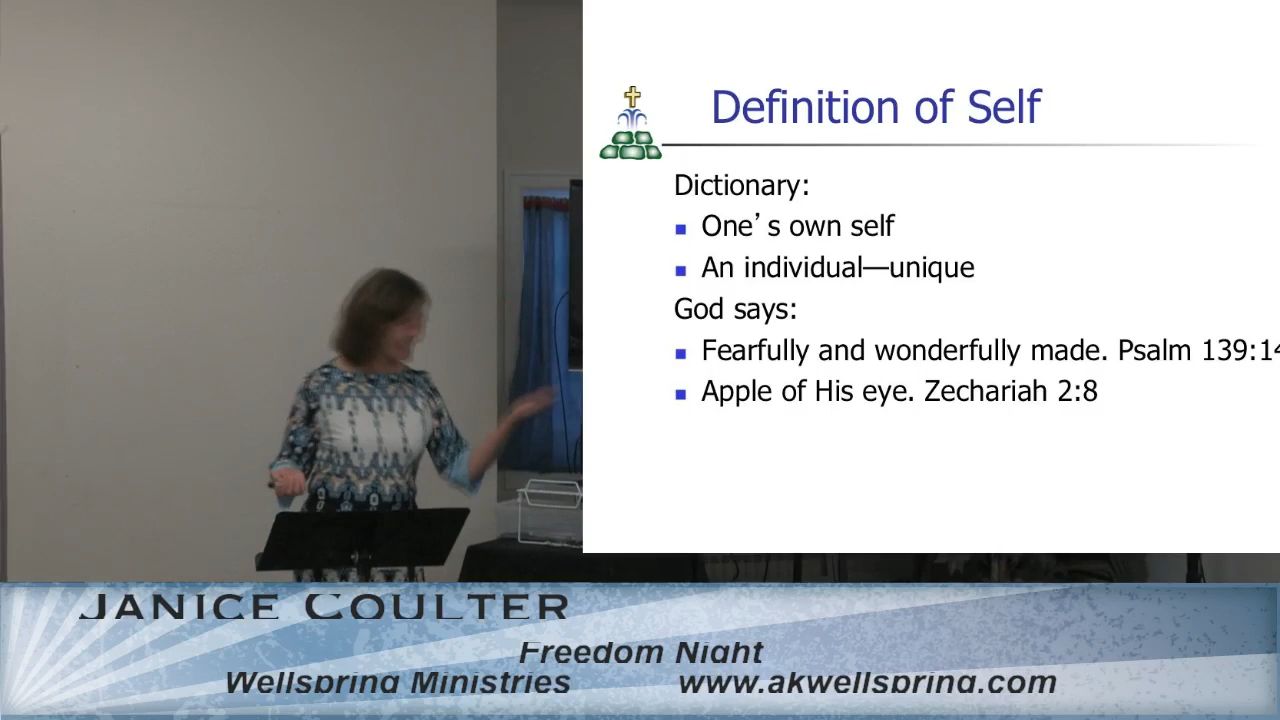 Definition of Self
Dictionary:
One’s own self
An individual—unique
God says:
Fearfully and wonderfully made. Psalm 139:14
Apple of His eye. Zechariah 2:8
JANICE COULTER
Freedom Night
Wellspring Ministries www.akwellspring.com